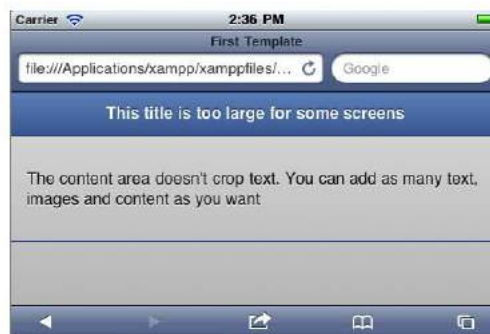 Carrier 2:36 PM
First Template
file:///Applications/xampp/xamppfiles/... Google
This title is too large for some screens
The content area doesn't crop text. You can add as many text,
images and content as you want